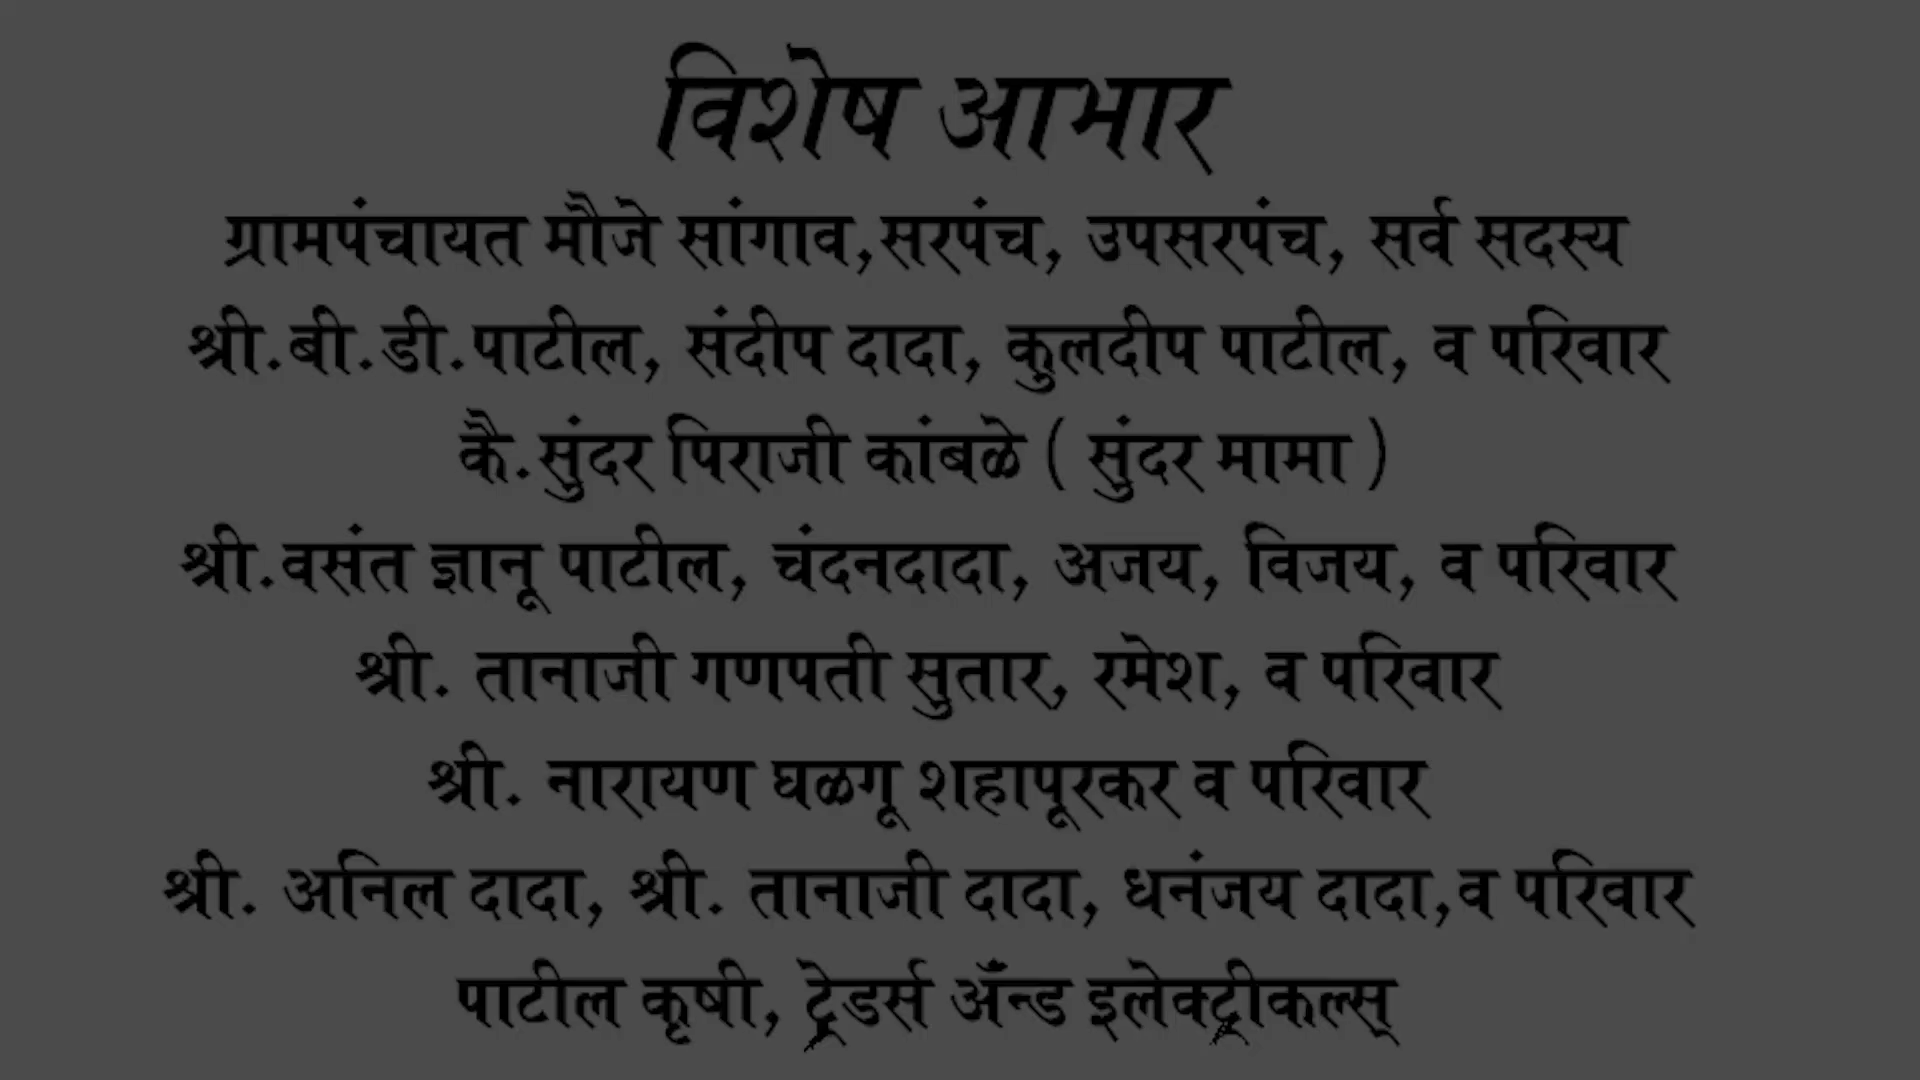 विशेष आभार
ग्रामपंचायत मौजे सांगाव,सरपंच, उपसरपंच, सर्व सदस्य
श्री.बी.डी.पाटील, संदीप दादा, कुलदीप पाटील, व परिवार
कै.सुंदर पिराजी कांबळे ( सुंदर मामा )
श्री.वसंत ज्ञानू पाटील, चंदनदादा, अजय, विजय, व परिवार
श्री. तानाजी गणपती सुतार, रमेश, व परिवार
श्री. नारायण घळगू शहापूरकर व परिवार
श्री. अनिल दादा, श्री. तानाजी दादा, धनंजय दादा,व परिवार
पाटील कृषी, ट्रेडर्स ॲन्ड इलेक्ट्रीकल्स्